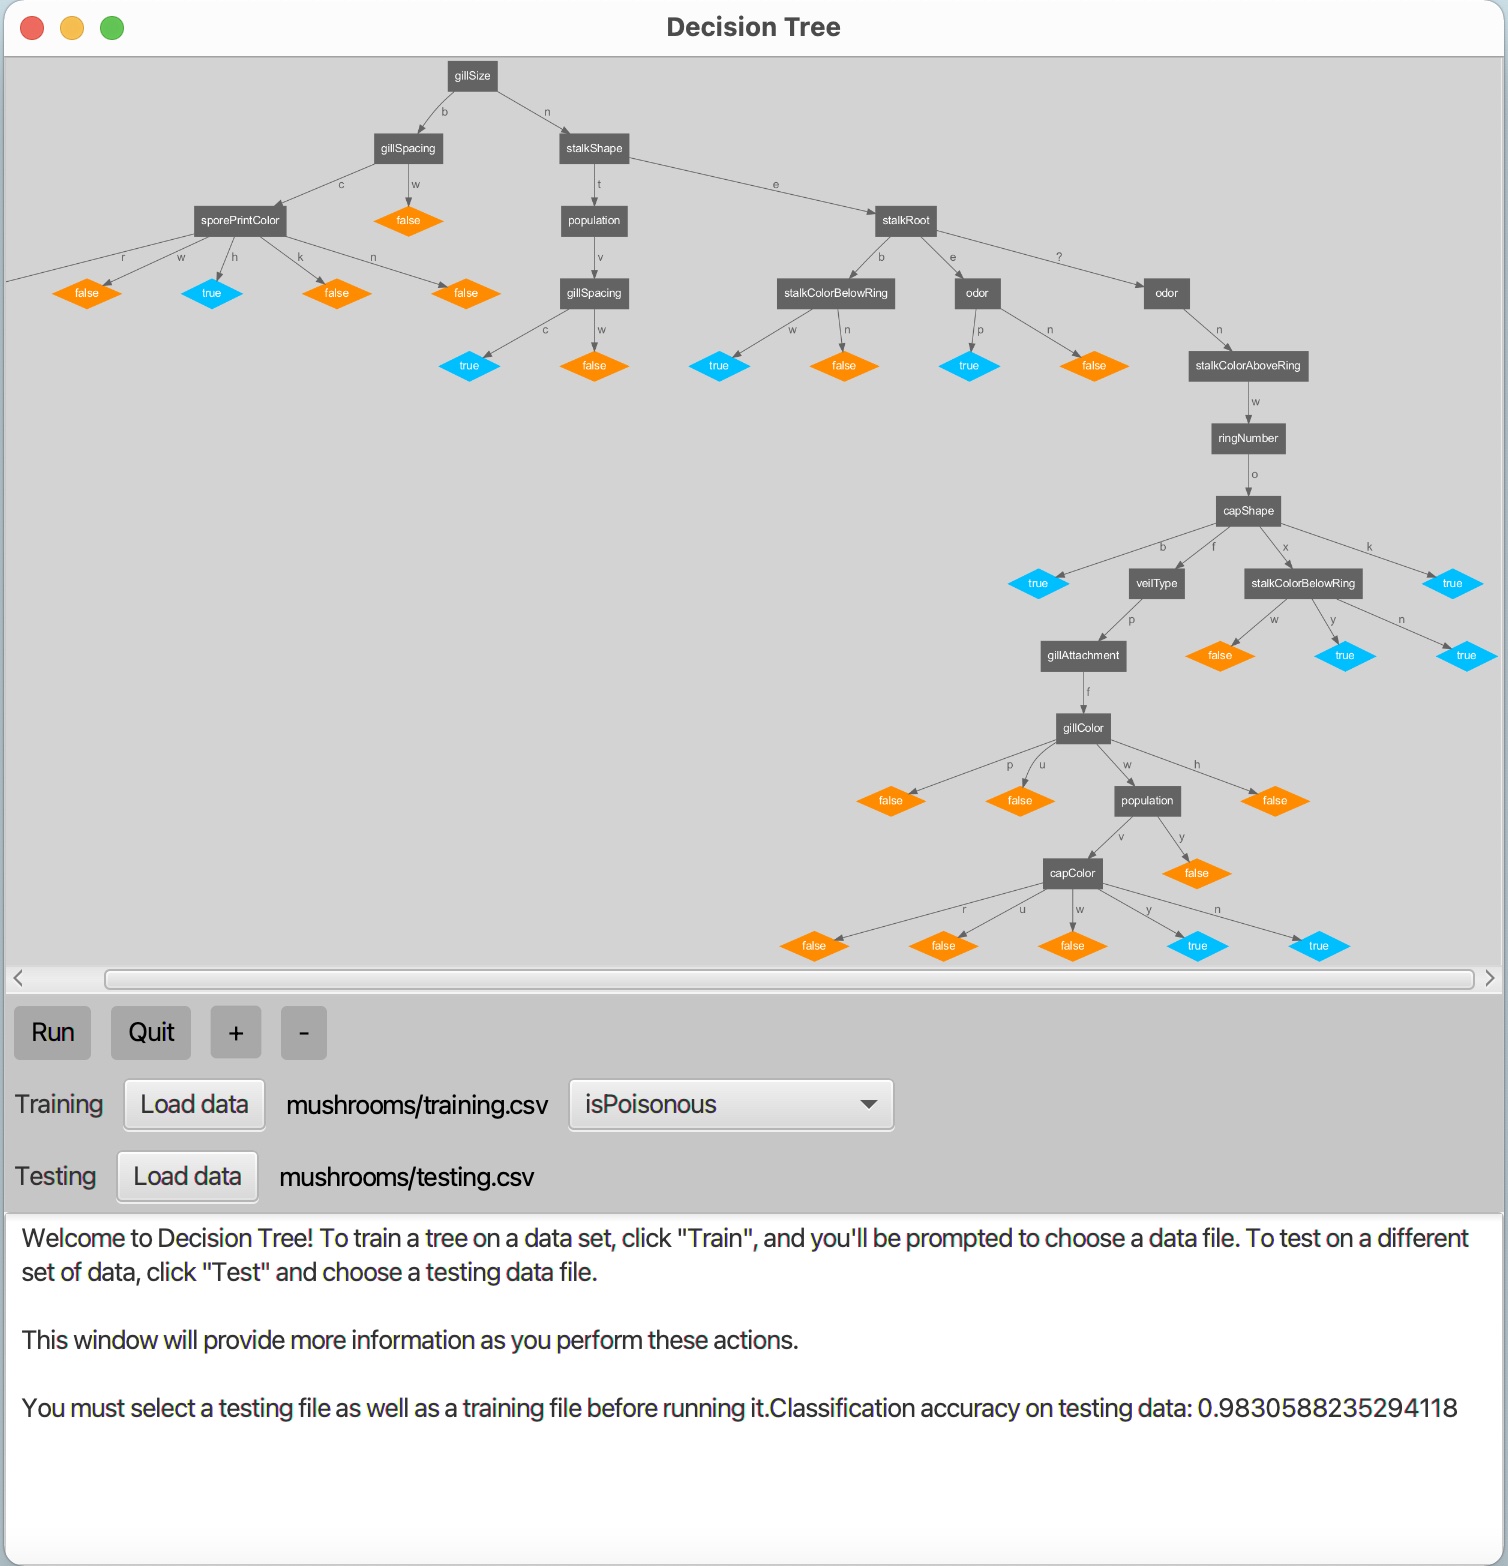 Decision Tree
gillSize
b n
gillSpacing stalkShape
c w t e
sporePrintColor false population stalkRoot
r w h k n v b e ?
false true false false gillSpacing stalkColorBelowRing odor odor
c w w n p n n
true false true false true false stalkColorAboveRing
w
ringNumber
o
capShape
b f x k
true veilType stalkColorBelowRing true
p w y n
gillAttachment false true true
f
gillColor
p u w h
false false population false
v y
capColor false
r u w y n
false false false true true
Run Quit + -
Training Load data mushrooms/training.csv isPoisonous
Testing Load data mushrooms/testing.csv
Welcome to Decision Tree! To train a tree on a data set, click "Train", and you'll be prompted to choose a data file. To test on a different
set of data, click "Test" and choose a testing data file.
This window will provide more information as you perform these actions.
You must select a testing file as well as a training file before running it.Classification accuracy on testing data: 0.9830588235294118